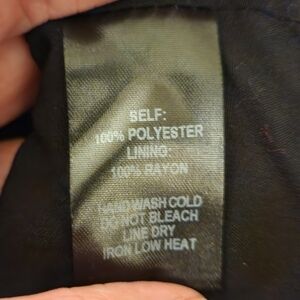 SELF:
100% POLYESTER
LINING:
100% RAYON
HAND WASH COLD
DO NOT BLEACH
LINE DRY
IRON LOW HEAT